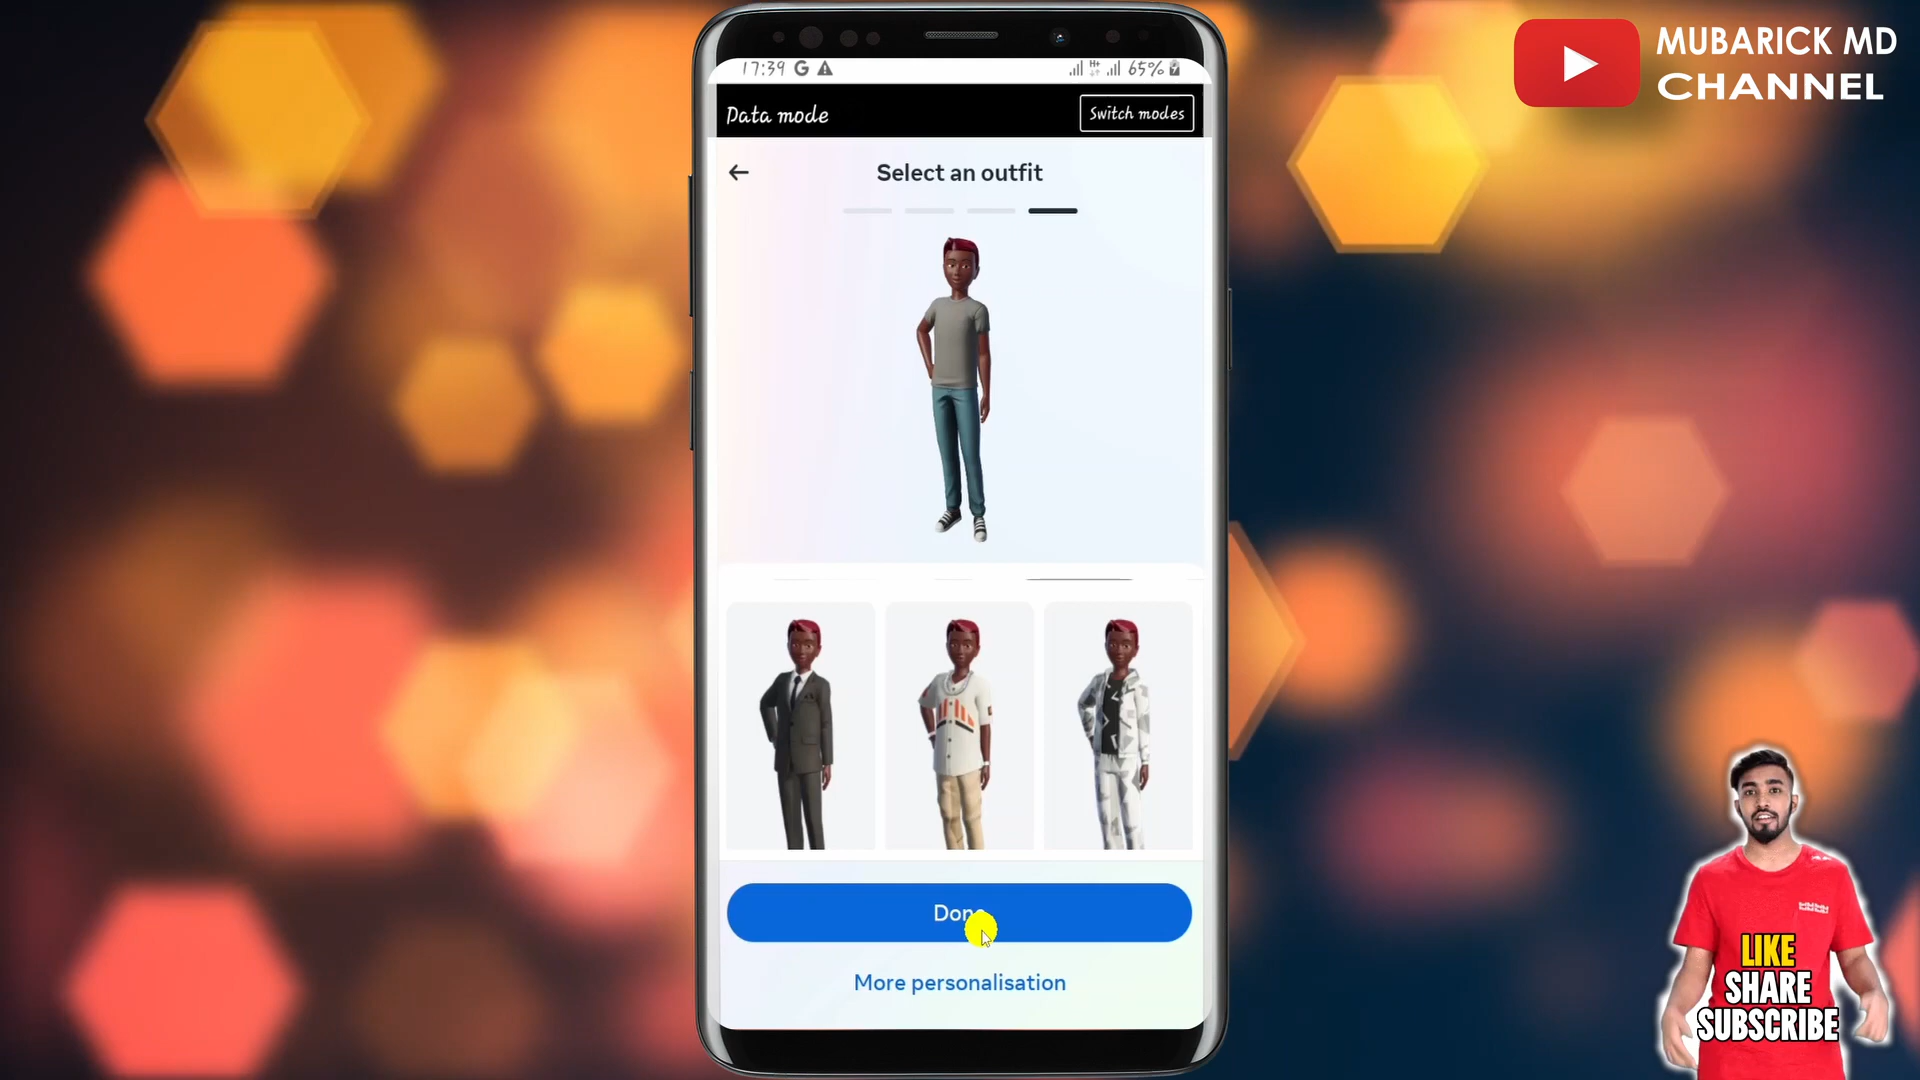 MUBARICK MD
CHANNEL
17:39 G
H+ 65%
Data mode
Switch modes
Select an outfit
Done
More personalisation
LIKE
SHARE
SUBSCRIBE